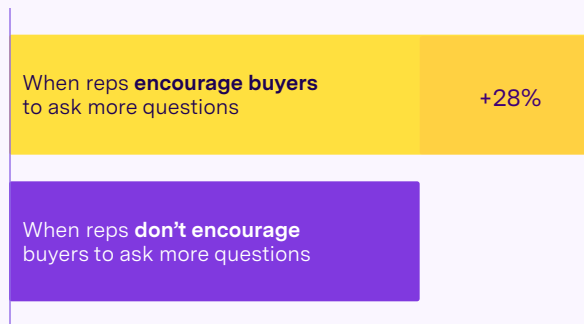 When reps encourage buyers
to ask more questions
+28%
When reps don’t encourage
buyers to ask more questions